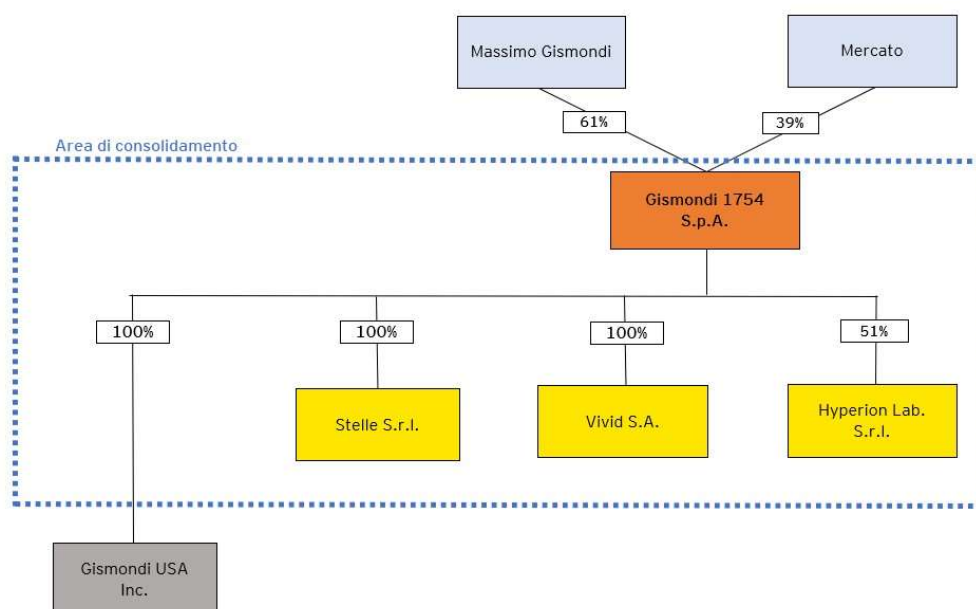 Massimo Gismondi
Mercato
61%
39%
Area di consolidamento
Gismondi 1754
S.p.A.
100%
100%
100%
51%
Stelle S.r.l.
Vivid S.A.
Hyperion Lab.
S.r.l.
Gismondi USA
Inc.